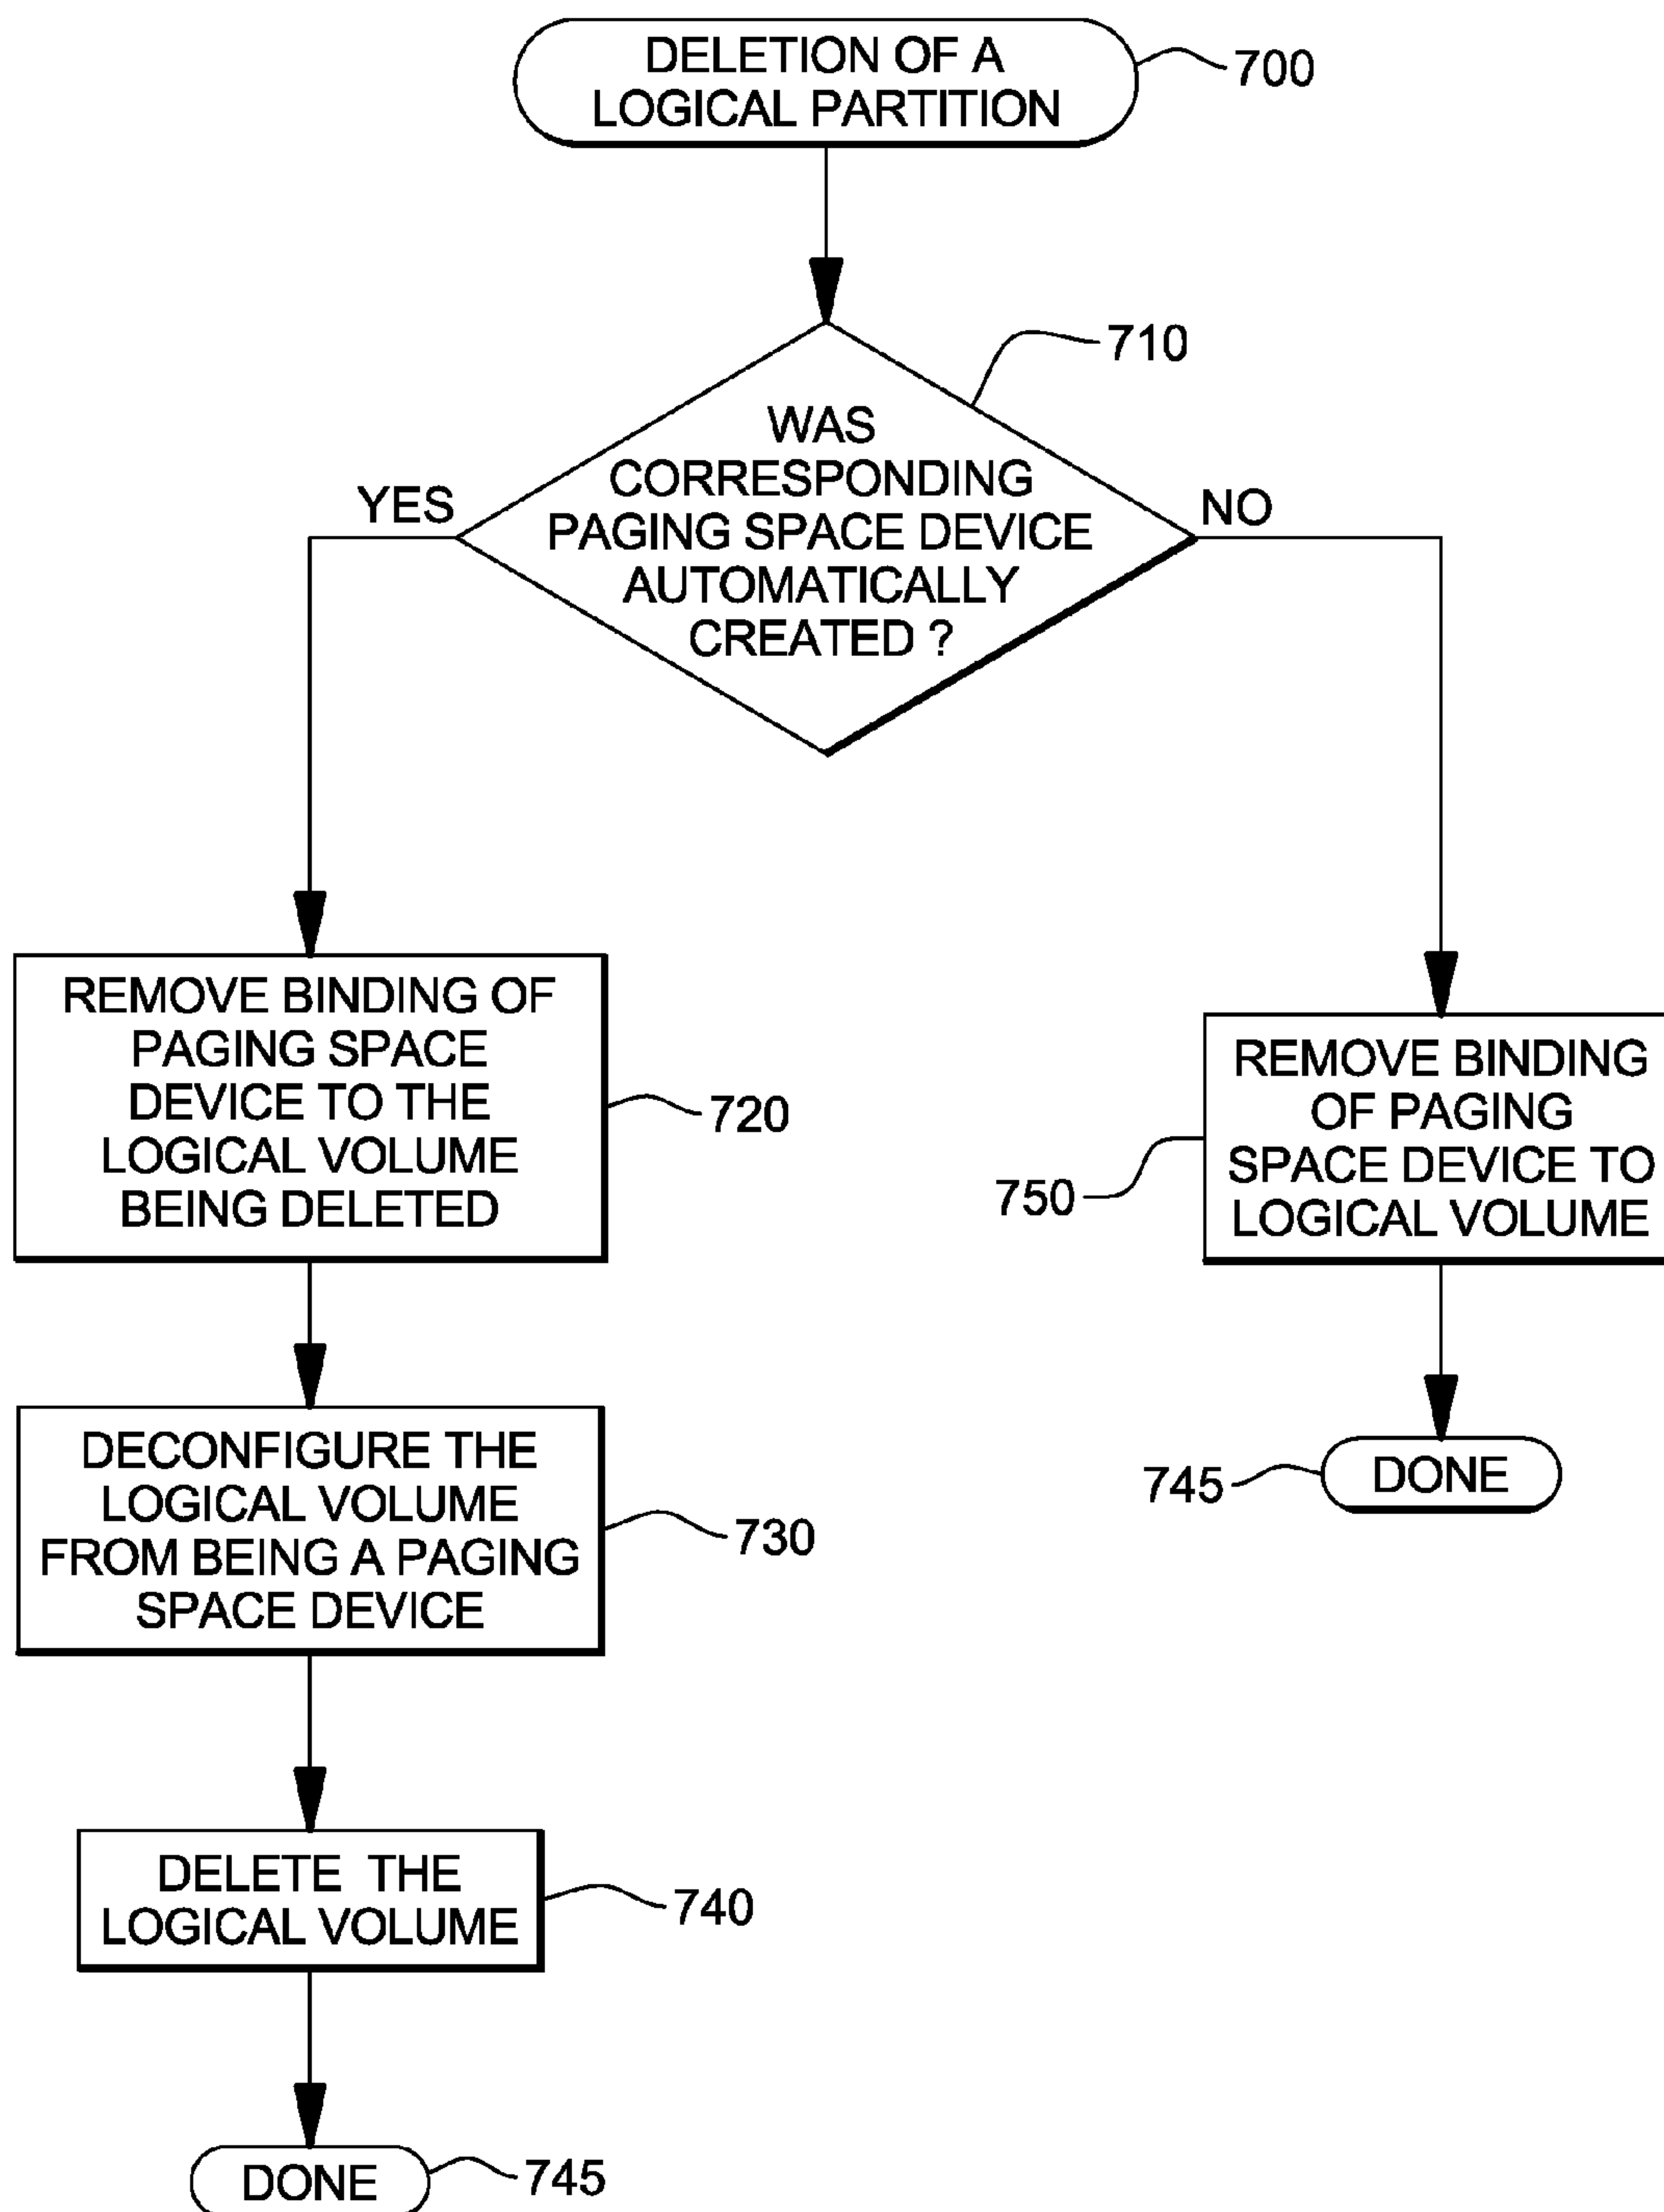 DELETION OF A
LOGICAL PARTITION
700
710
WAS
CORRESPONDING
PAGING SPACE DEVICE
AUTOMATICALLY
CREATED ?
YES
NO
REMOVE BINDING OF
PAGING SPACE
DEVICE TO THE
LOGICAL VOLUME
BEING DELETED
720
REMOVE BINDING
OF PAGING
SPACE DEVICE TO
LOGICAL VOLUME
750
DECONFIGURE THE
LOGICAL VOLUME
FROM BEING A PAGING
SPACE DEVICE
730
DONE
745
DELETE THE
LOGICAL VOLUME
740
DONE
745